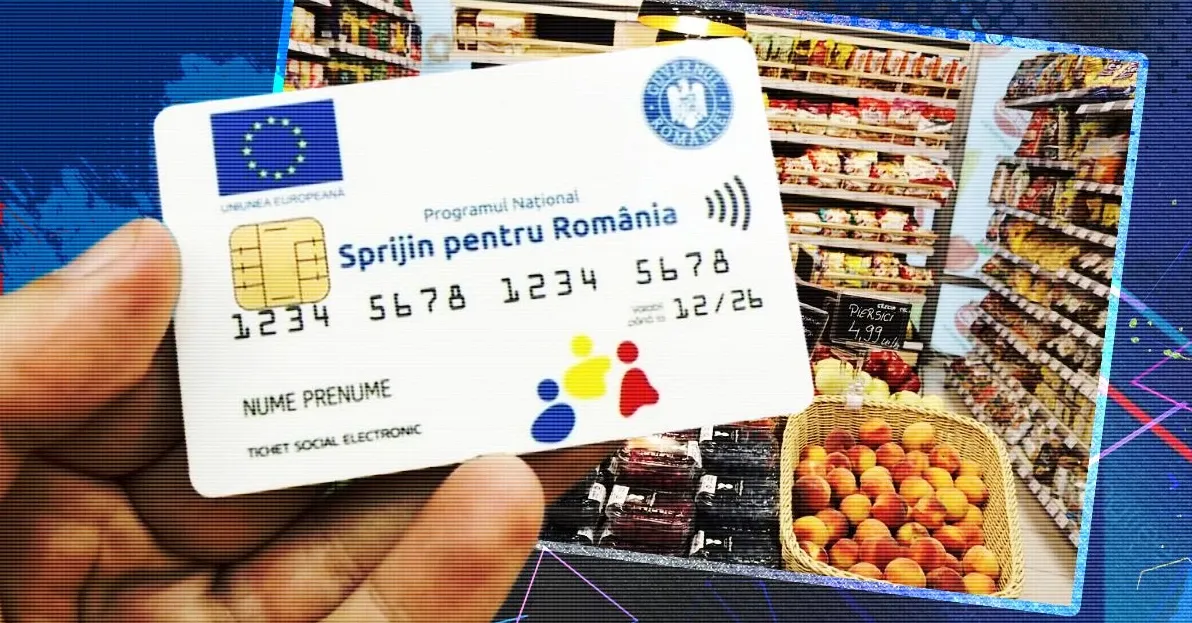 GUVERNUL ROMÂNIEI
UNIUNEA EUROPEANĂ
Programul Național
Sprijin pentru România
1234 5678 1234 5678
12/26
NUME PRENUME
TICHET SOCIAL ELECTRONIC
PIERSICI
4,99